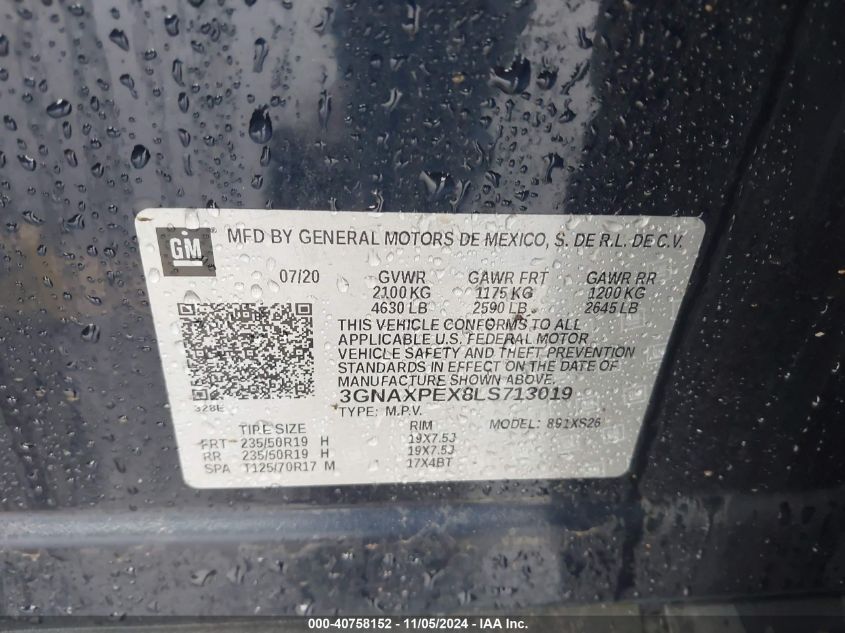 GM MFD BY GENERAL MOTORS DE MEXICO, S. DE R.L. DE C.V.
07/20 GVWR GAWR FRT GAWR RR
2100 KG 1175 KG 1200 KG
4630 LB 2590 LB 2645 LB
THIS VEHICLE CONFORMS TO ALL
APPLICABLE U.S. FEDERAL MOTOR
VEHICLE SAFETY AND THEFT PREVENTION
STANDARDS IN EFFECT ON THE DATE OF
MANUFACTURE SHOWN ABOVE.
3GNAXPEX8LS713019
328E TYPE: M.P.V. MODEL: 891XS26
TIRE SIZE RIM
FRT 235/50R19 H 19X7.5J
RR 235/50R19 H 19X7.5J
SPA T125/70R17 M 17X4BT
000-40758152 - 11/05/2024 - IAA Inc.